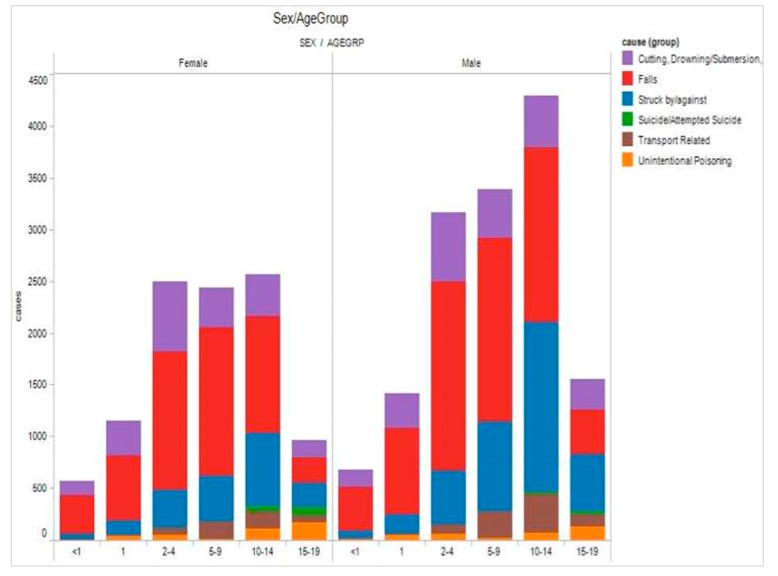 Sex/AgeGroup
SEX / AGEGRP
Female
Male
cause (group)
Cutting, Drowning/Submersion,
Falls
Struck by/against
Suicide/Attempted Suicide
Transport Related
Unintentional Poisoning
cases
4500
4000
3500
3000
2500
2000
1500
1000
500
0
<1 1 2-4 5-9 10-14 15-19 <1 1 2-4 5-9 10-14 15-19